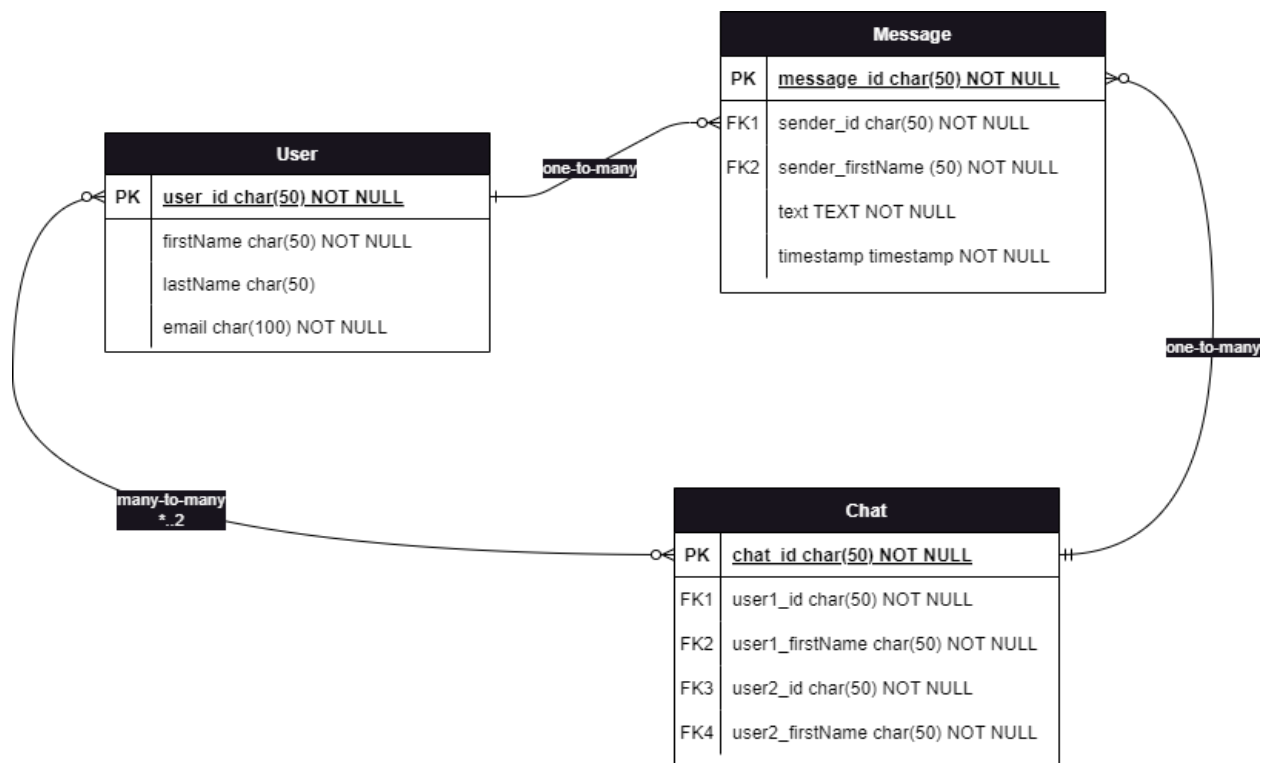 Message
PK message_id char(50) NOT NULL
FK1 sender_id char(50) NOT NULL
FK2 sender_firstName (50) NOT NULL
text TEXT NOT NULL
timestamp timestamp NOT NULL
User
PK user_id char(50) NOT NULL
firstName char(50) NOT NULL
lastName char(50)
email char(100) NOT NULL
one-to-many
one-to-many
many-to-many
*..2
Chat
PK chat_id char(50) NOT NULL
FK1 user1_id char(50) NOT NULL
FK2 user1_firstName char(50) NOT NULL
FK3 user2_id char(50) NOT NULL
FK4 user2_firstName char(50) NOT NULL